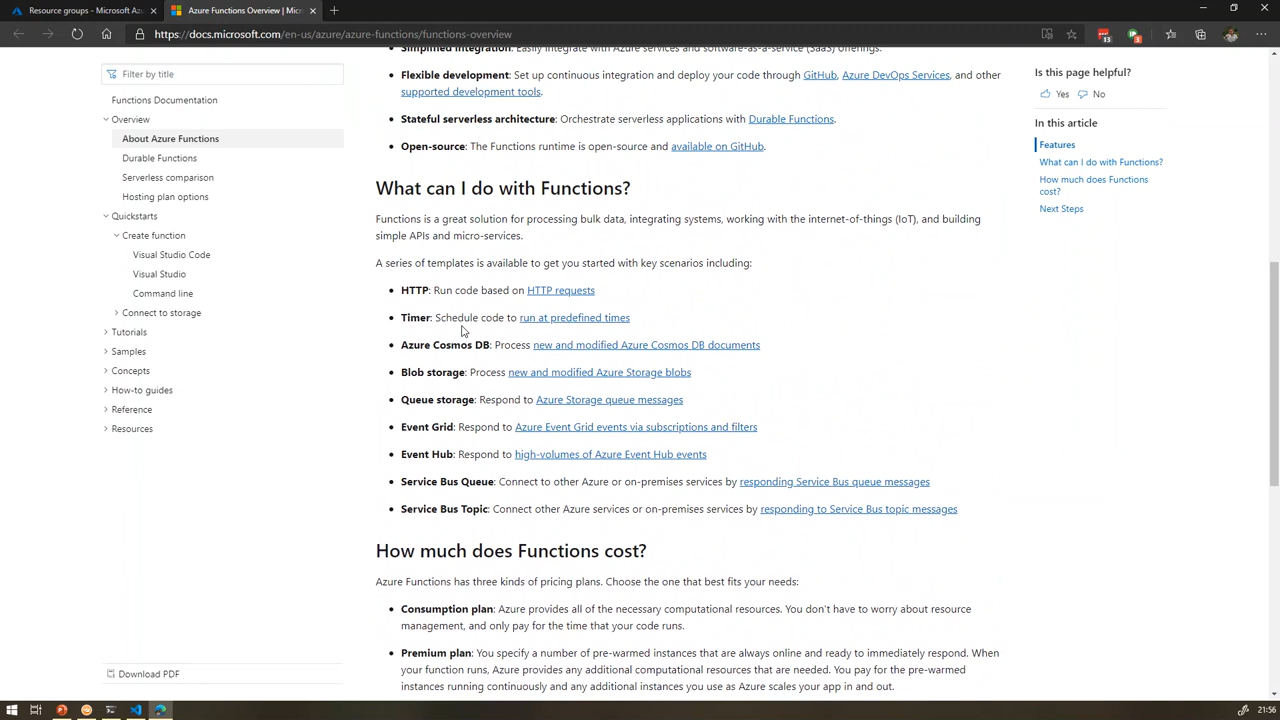 Resource groups - Microsoft Az
Azure Functions Overview | Micr
https://docs.microsoft.com/en-us/azure/azure-functions/functions-overview
Filter by title
Functions Documentation
Overview
About Azure Functions
Durable Functions
Serverless comparison
Hosting plan options
Quickstarts
Create function
Visual Studio Code
Visual Studio
Command line
Connect to storage
Tutorials
Samples
Concepts
How-to guides
Reference
Resources
Download PDF
Simplified integration: Easily integrate with Azure services and software-as-a-service (SaaS) offerings.
Flexible development: Set up continuous integration and deploy your code through GitHub, Azure DevOps Services, and other
supported development tools.
Stateful serverless architecture: Orchestrate serverless applications with Durable Functions.
Open-source: The Functions runtime is open-source and available on GitHub.
What can I do with Functions?
Functions is a great solution for processing bulk data, integrating systems, working with the internet-of-things (IoT), and building
simple APIs and micro-services.
A series of templates is available to get you started with key scenarios including:
HTTP: Run code based on HTTP requests
Timer: Schedule code to run at predefined times
Azure Cosmos DB: Process new and modified Azure Cosmos DB documents
Blob storage: Process new and modified Azure Storage blobs
Queue storage: Respond to Azure Storage queue messages
Event Grid: Respond to Azure Event Grid events via subscriptions and filters
Event Hub: Respond to high-volumes of Azure Event Hub events
Service Bus Queue: Connect to other Azure or on-premises services by responding Service Bus queue messages
Service Bus Topic: Connect other Azure services or on-premises services by responding to Service Bus topic messages
How much does Functions cost?
Azure Functions has three kinds of pricing plans. Choose the one that best fits your needs:
Consumption plan: Azure provides all of the necessary computational resources. You don't have to worry about resource
management, and only pay for the time that your code runs.
Premium plan: You specify a number of pre-warmed instances that are always online and ready to immediately respond. When
your function runs, Azure provides any additional computational resources that are needed. You pay for the pre-warmed
instances running continuously and any additional instances you use as Azure scales your app in and out.
Is this page helpful?
Yes No
In this article
Features
What can I do with Functions?
How much does Functions
cost?
Next Steps
21:56